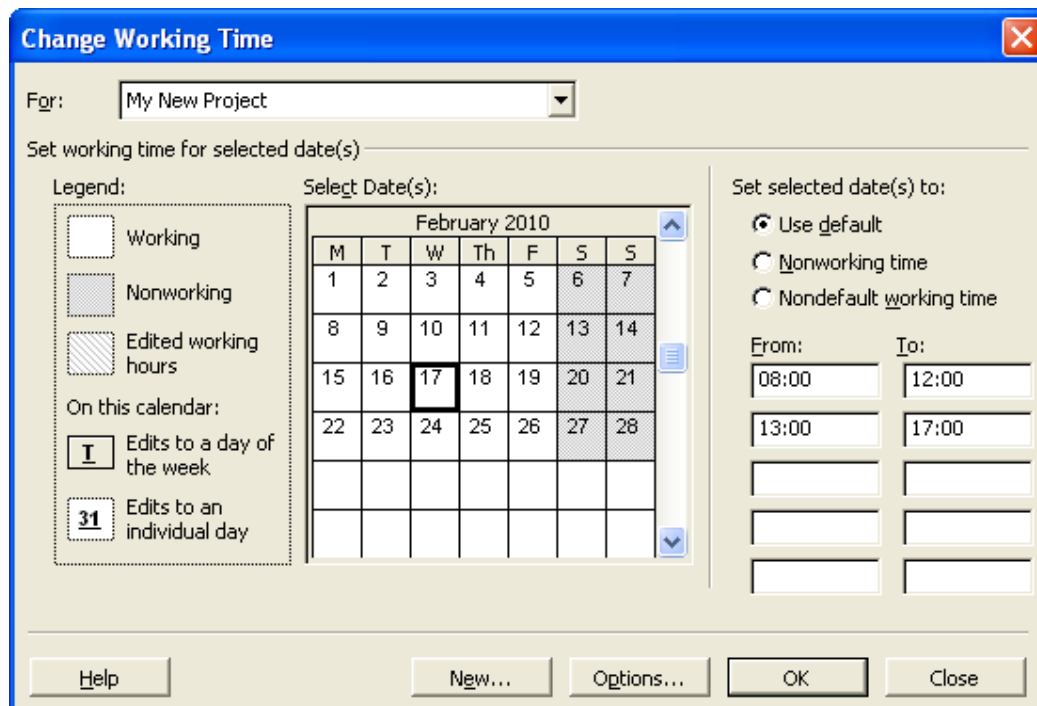 Change Working Time
For: My New Project
Set working time for selected date(s)
Legend:
Working
Nonworking
Edited working
hours
On this calendar:
T Edits to a day of
the week
31 Edits to an
individual day
Select Date(s):
February 2010
M T W Th F S S
1 2 3 4 5 6 7
8 9 10 11 12 13 14
15 16 17 18 19 20 21
22 23 24 25 26 27 28
Set selected date(s) to:
Use default
Nonworking time
Nondefault working time
From: To:
08:00 12:00
13:00 17:00
Help New... Options... OK Close